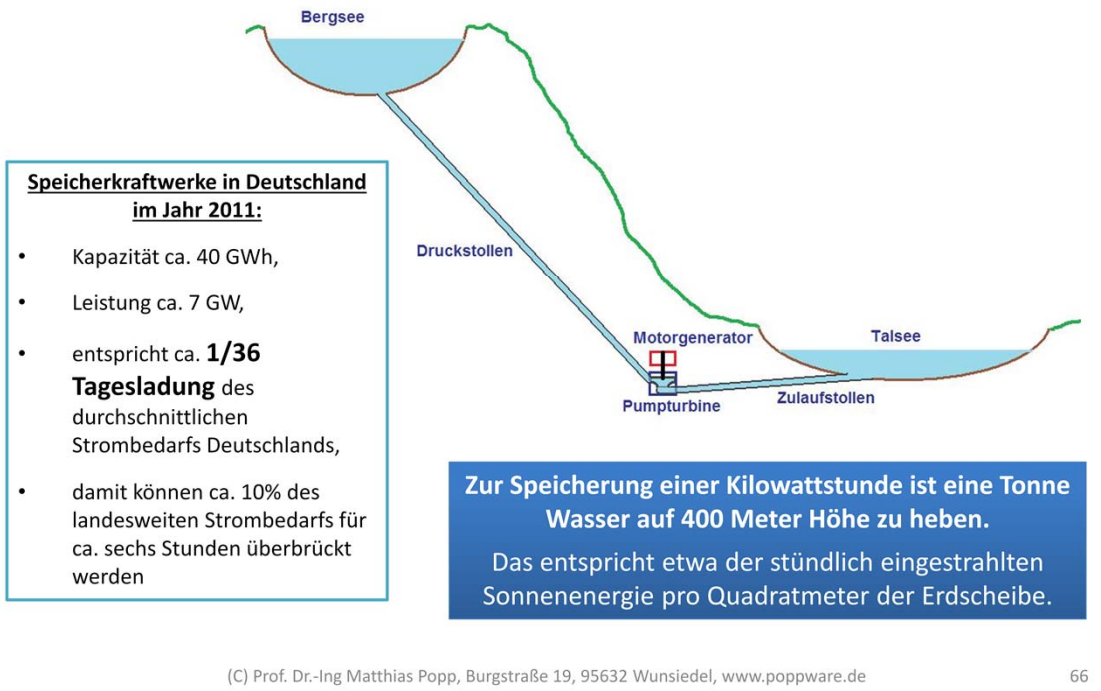 Bergsee
Speicherkraftwerke in Deutschland
im Jahr 2011:
• Kapazität ca. 40 GWh,
• Leistung ca. 7 GW,
• entspricht ca. 1/36
Tagesladung des
durchschnittlichen
Strombedarfs Deutschlands,
• damit können ca. 10% des
landesweiten Strombedarfs für
ca. sechs Stunden überbrückt
werden
Druckstollen
Motorgenerator
Talsee
Pumpturbine
Zulaufstollen
Zur Speicherung einer Kilowattstunde ist eine Tonne
Wasser auf 400 Meter Höhe zu heben.
Das entspricht etwa der stündlich eingestrahlten
Sonnenenergie pro Quadratmeter der Erdscheibe.
(C) Prof. Dr.-Ing Matthias Popp, Burgstraße 19, 95632 Wunsiedel, www.poppware.de
66